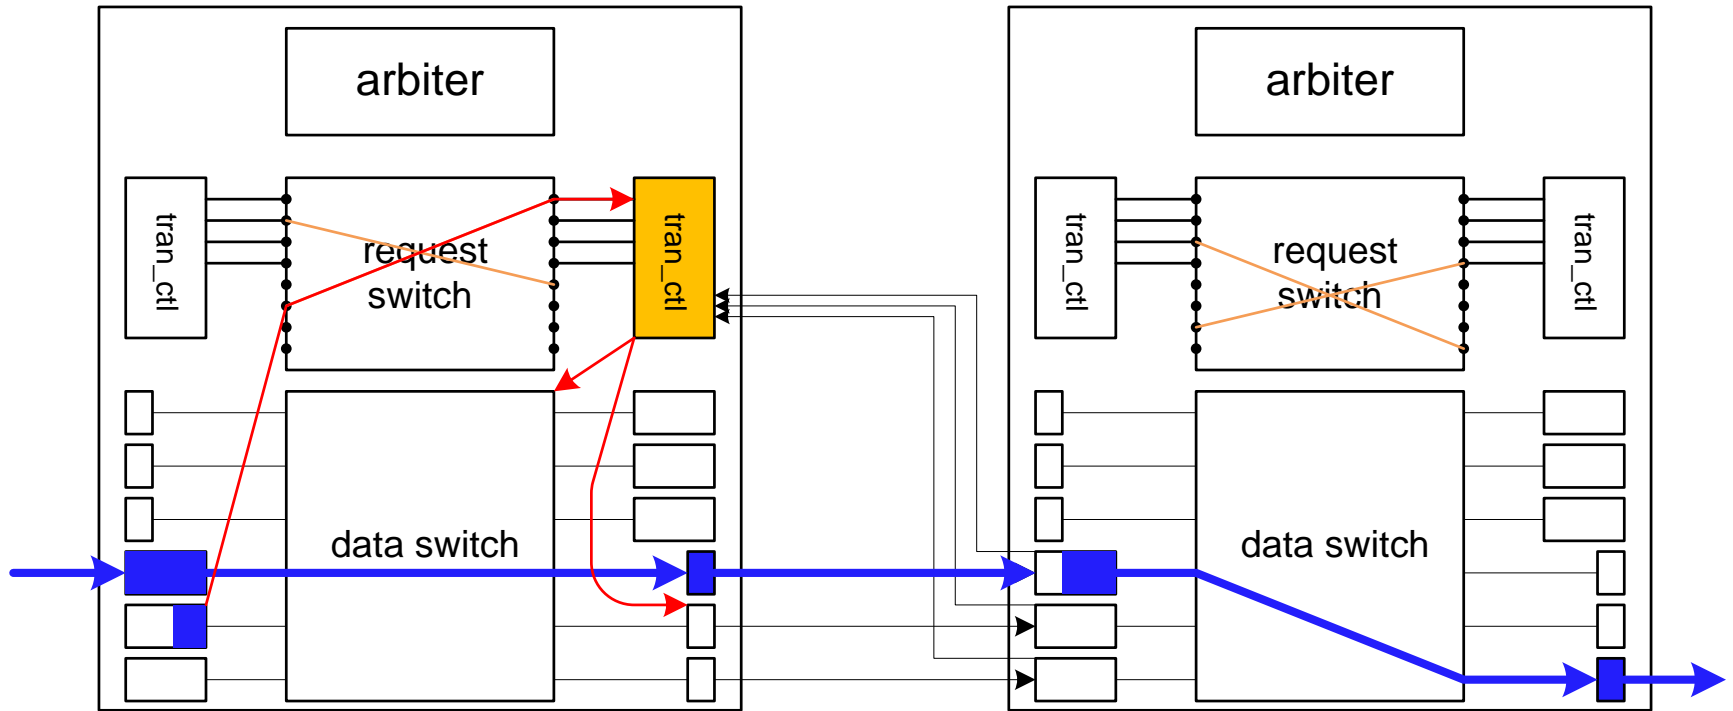 arbiter
tran_ctl
request
switch
tran_ctl
data switch
arbiter
tran_ctl
request
switch
tran_ctl
data switch